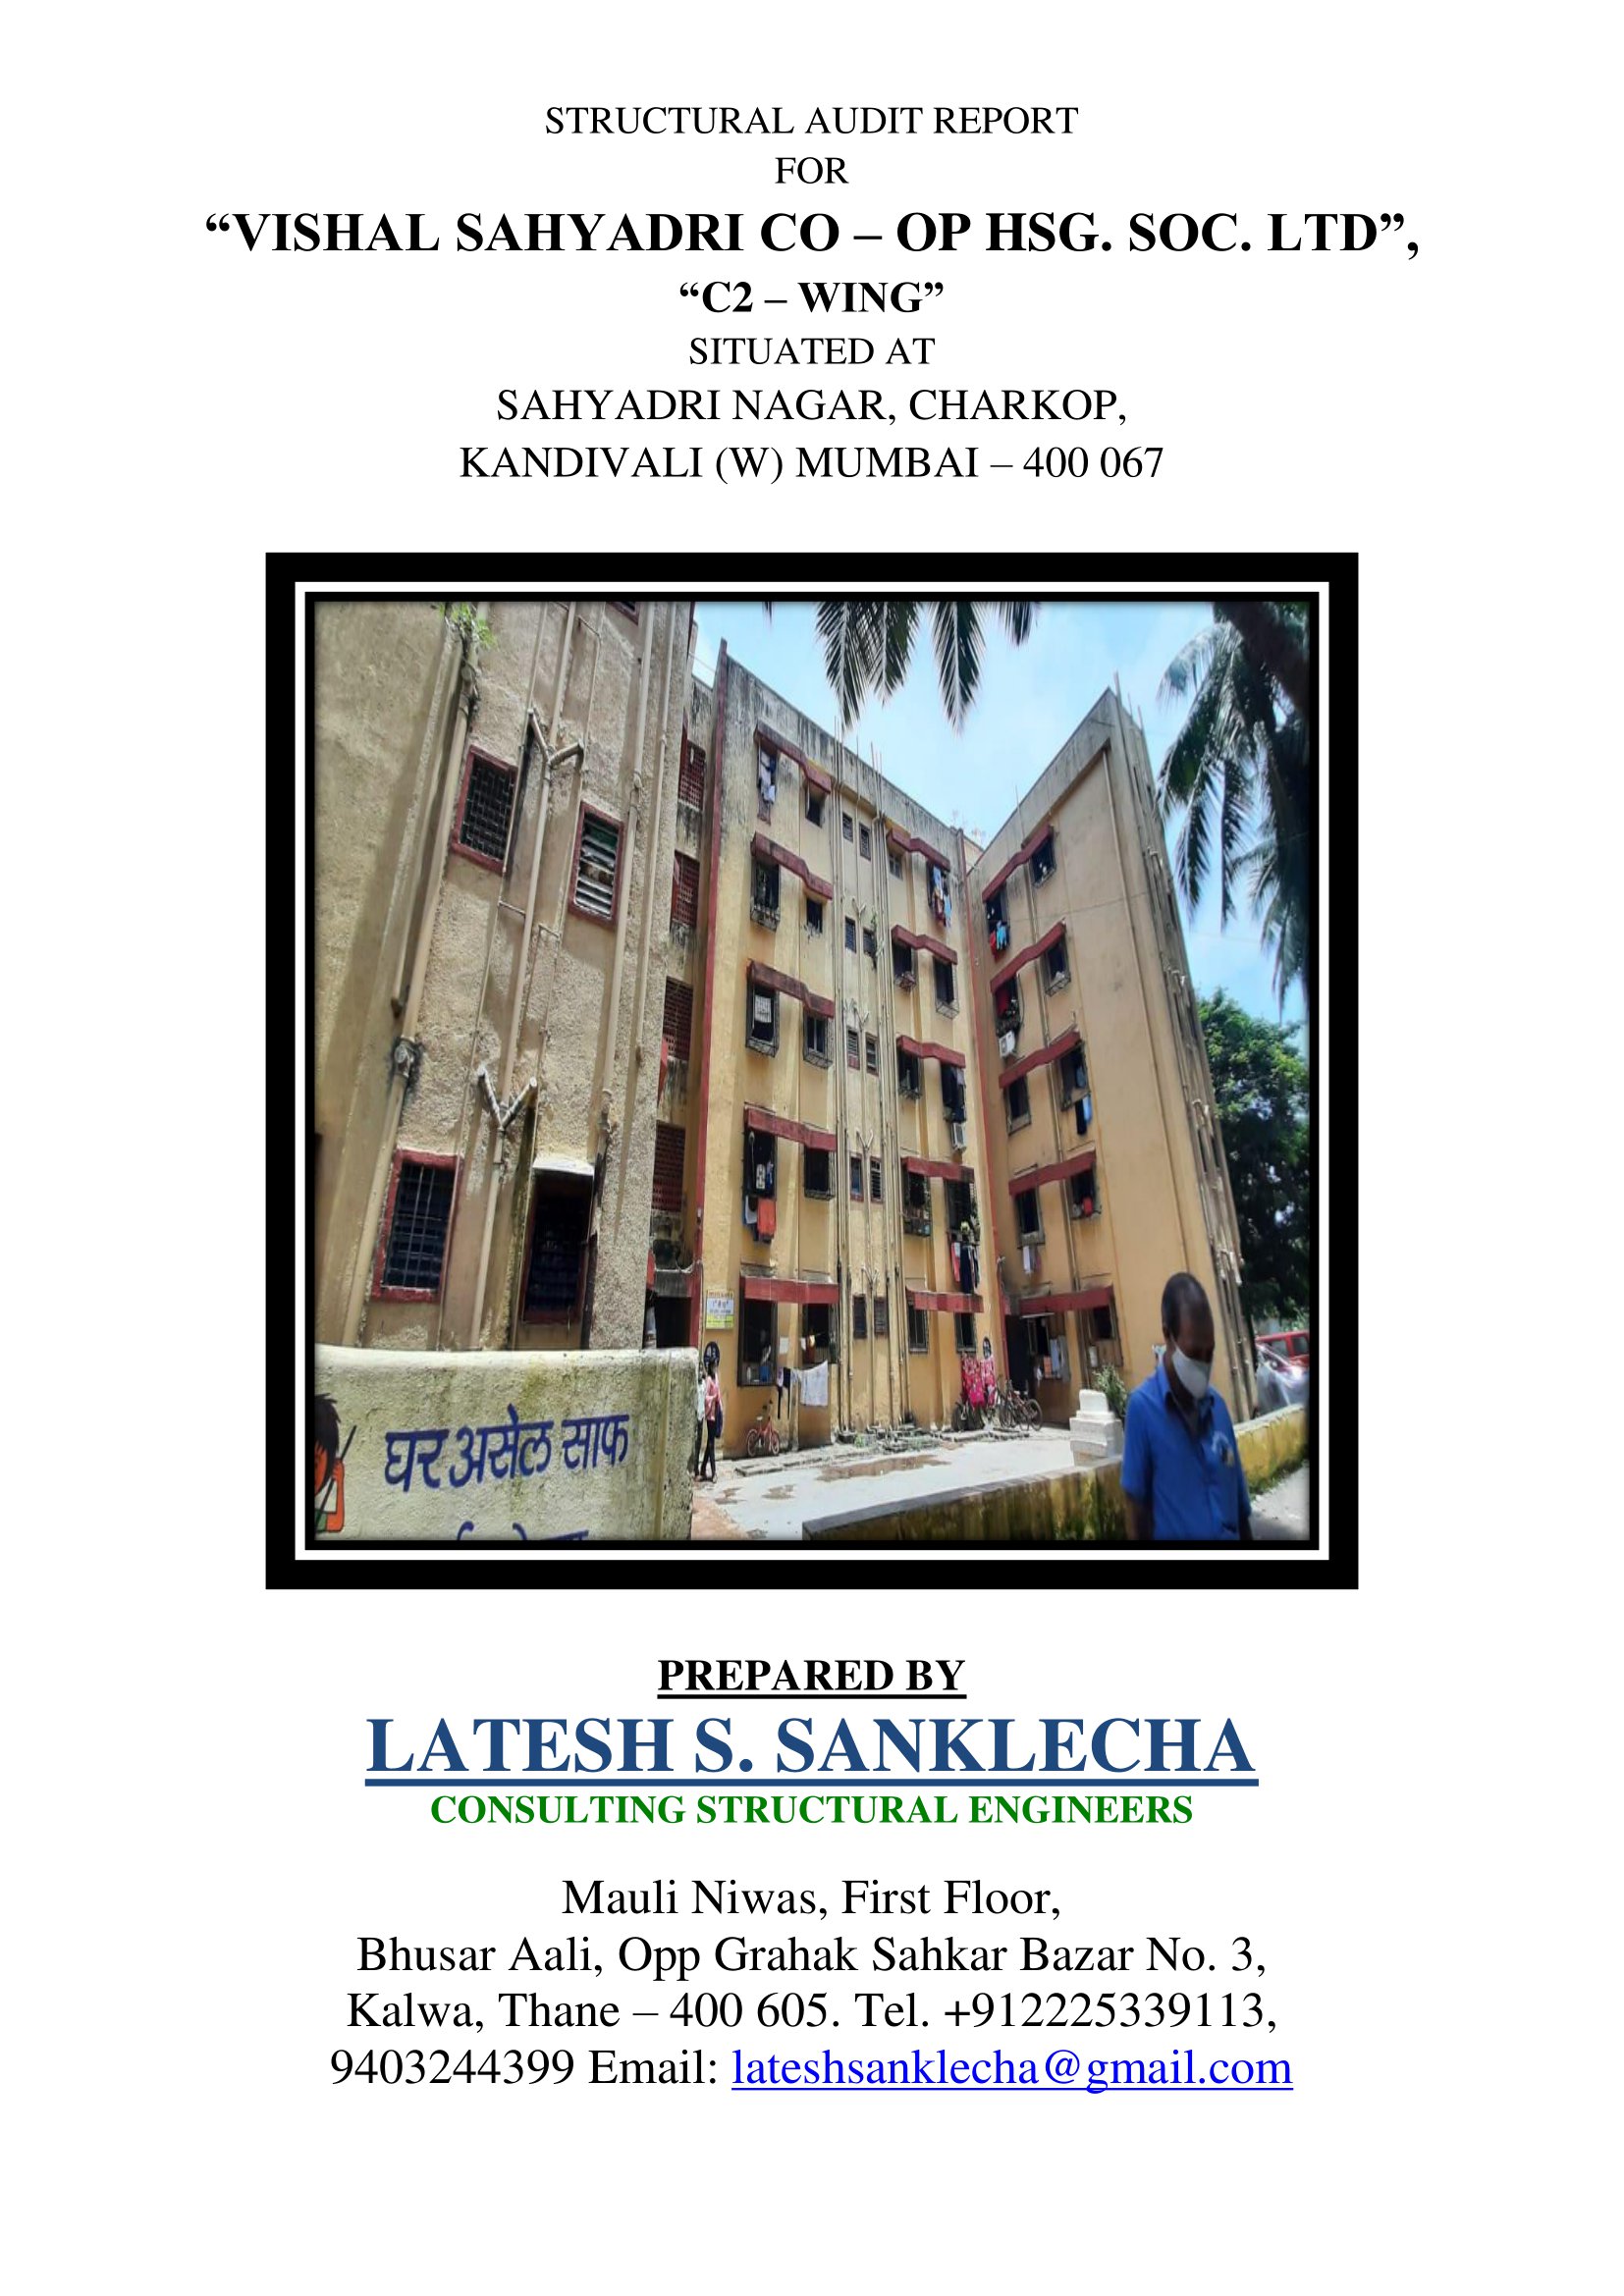 STRUCTURAL AUDIT REPORT
FOR
“VISHAL SAHYADRI CO – OP HSG. SOC. LTD”,
“C2 – WING”
SITUATED AT
SAHYADRI NAGAR, CHARKOP,
KANDIVALI (W) MUMBAI – 400 067
घर असेल साफ
PREPARED BY
LATESH S. SANKLECHA
CONSULTING STRUCTURAL ENGINEERS
Mauli Niwas, First Floor,
Bhusar Aali, Opp Grahak Sahkar Bazar No. 3,
Kalwa, Thane – 400 605. Tel. +912225339113,
9403244399 Email: lateshsanklecha@gmail.com